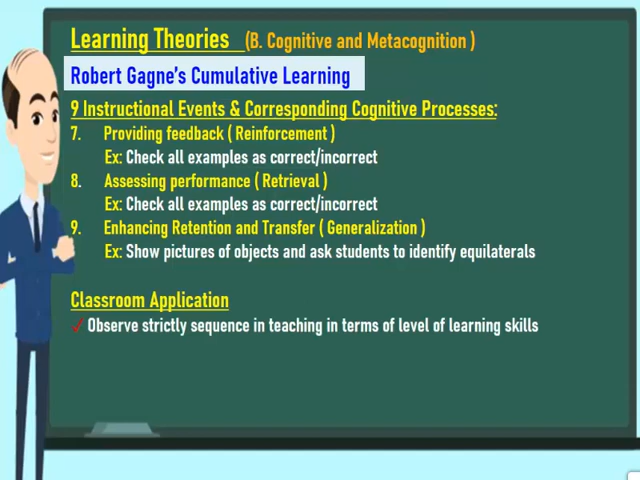 Learning Theories (B. Cognitive and Metacognition )
Robert Gagne's Cumulative Learning
9 Instructional Events & Corresponding Cognitive Processes:
7. Providing feedback ( Reinforcement )
Ex: Check all examples as correct/incorrect
8. Assessing performance ( Retrieval )
Ex: Check all examples as correct/incorrect
9. Enhancing Retention and Transfer ( Generalization )
Ex: Show pictures of objects and ask students to identify equilaterals
Classroom Application
✓ Observe strictly sequence in teaching in terms of level of learning skills